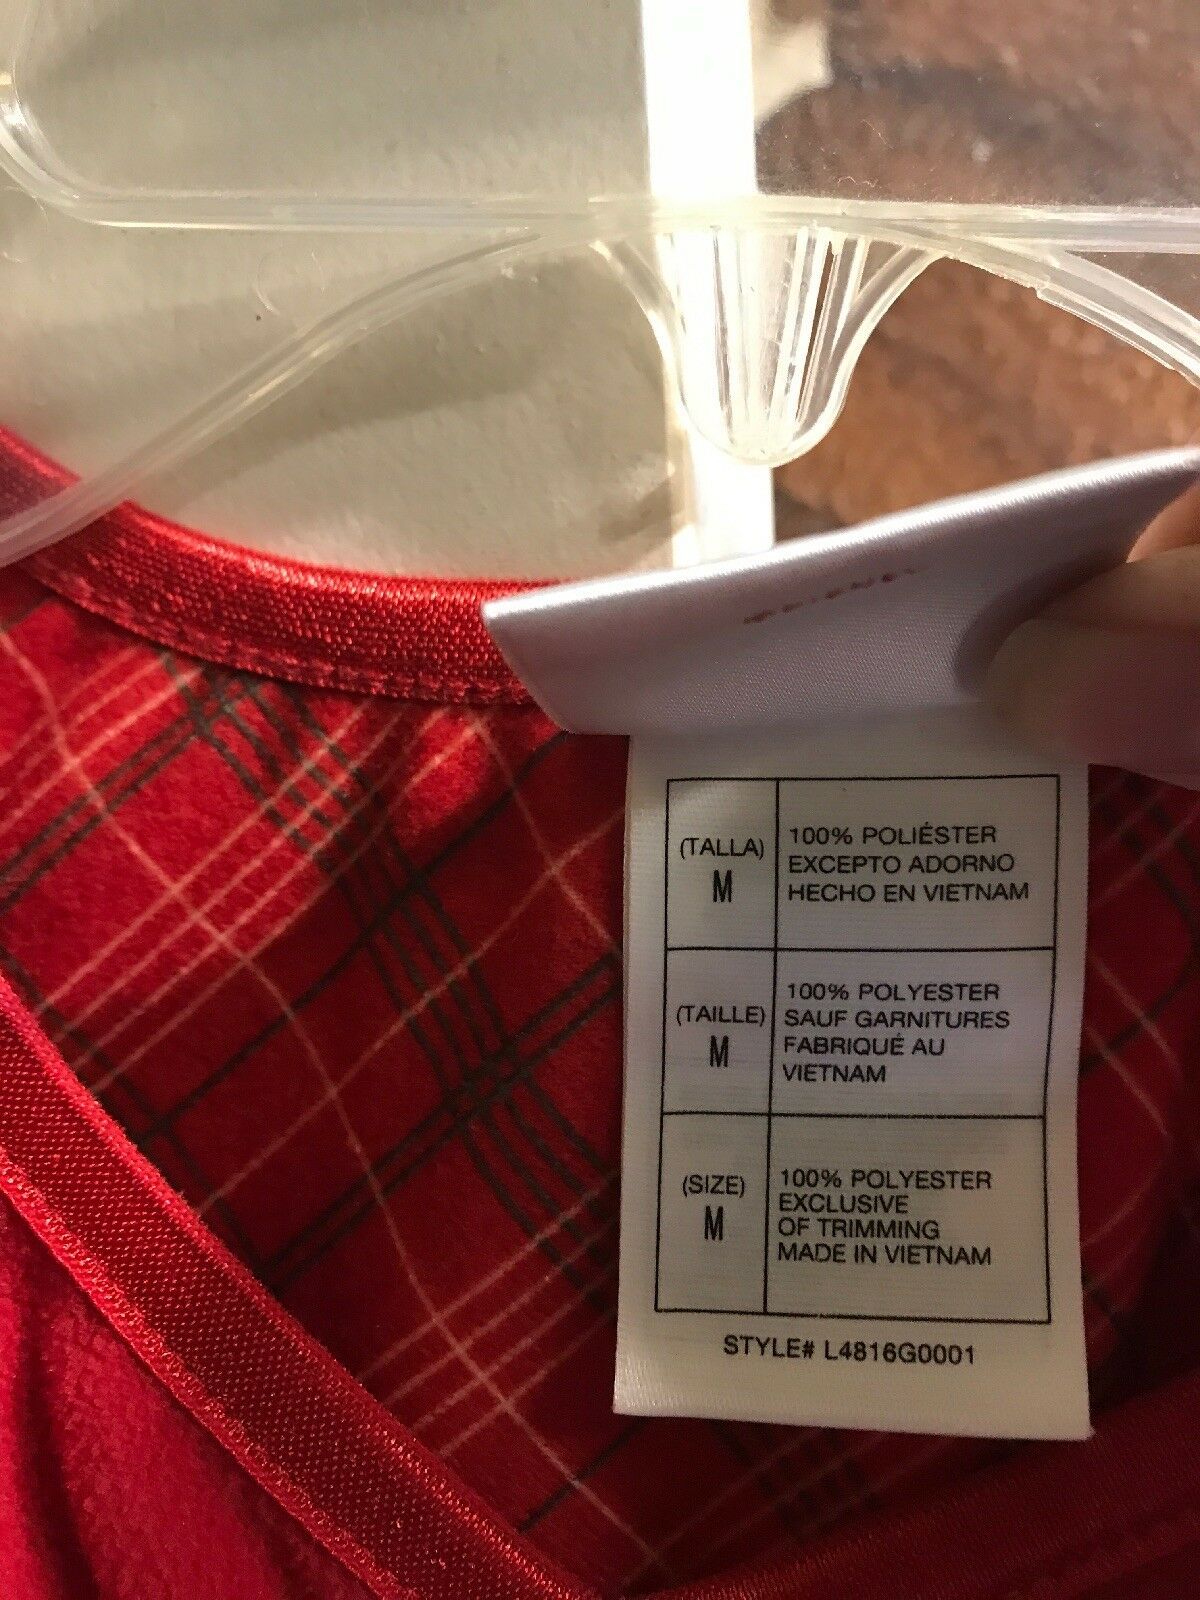 (TALLA)
M
100% POLIÉSTER
EXCEPTO ADORNO
HECHO EN VIETNAM
(TAILLE)
M
100% POLYESTER
SAUF GARNITURES
FABRIQUÉ AU
VIETNAM
(SIZE)
M
100% POLYESTER
EXCLUSIVE
OF TRIMMING
MADE IN VIETNAM
STYLE# L4816G0001